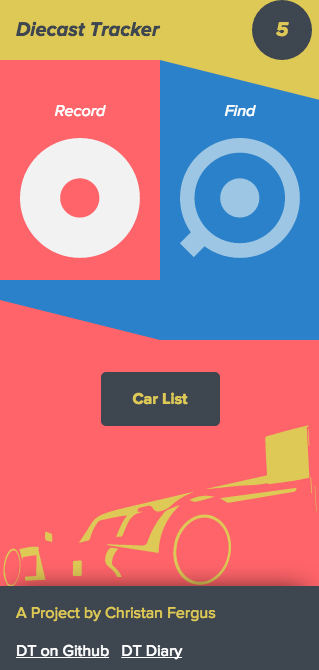 Diecast Tracker 5
Record Find
Car List
A Project by Christan Fergus
DT on Github DT Diary